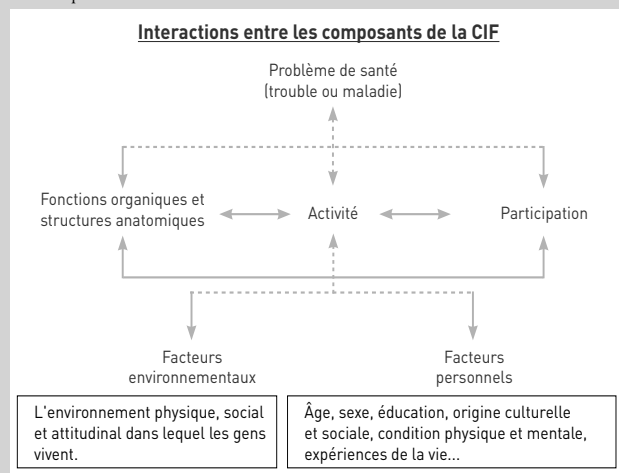 Interactions entre les composants de la CIF
Problème de santé
(trouble ou maladie)
Fonctions organiques et
structures anatomiques
Activité
Participation
Facteurs
environnementaux
Facteurs
personnels
L'environnement physique, social
et attitudinal dans lequel les gens
vivent.
Âge, sexe, éducation, origine culturelle
et sociale, condition physique et mentale,
expériences de la vie...